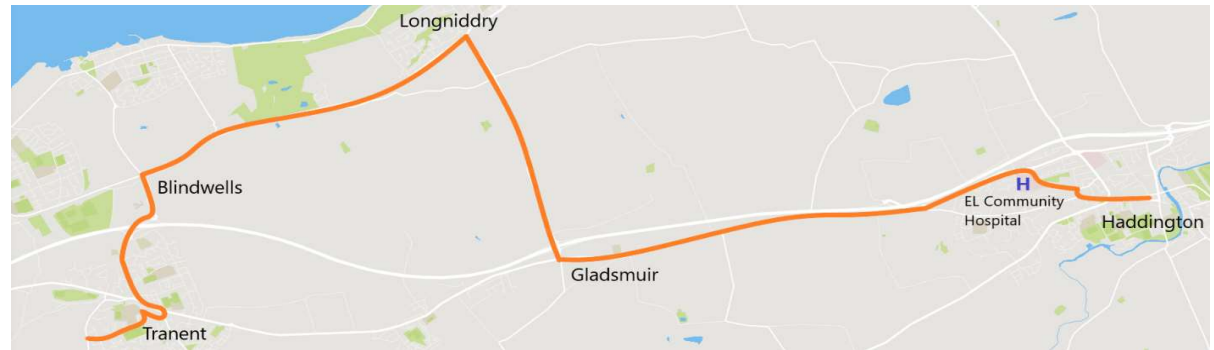 Longniddry
Blindwells
H
EL Community
Hospital
Haddington
Gladsmuir
Tranent